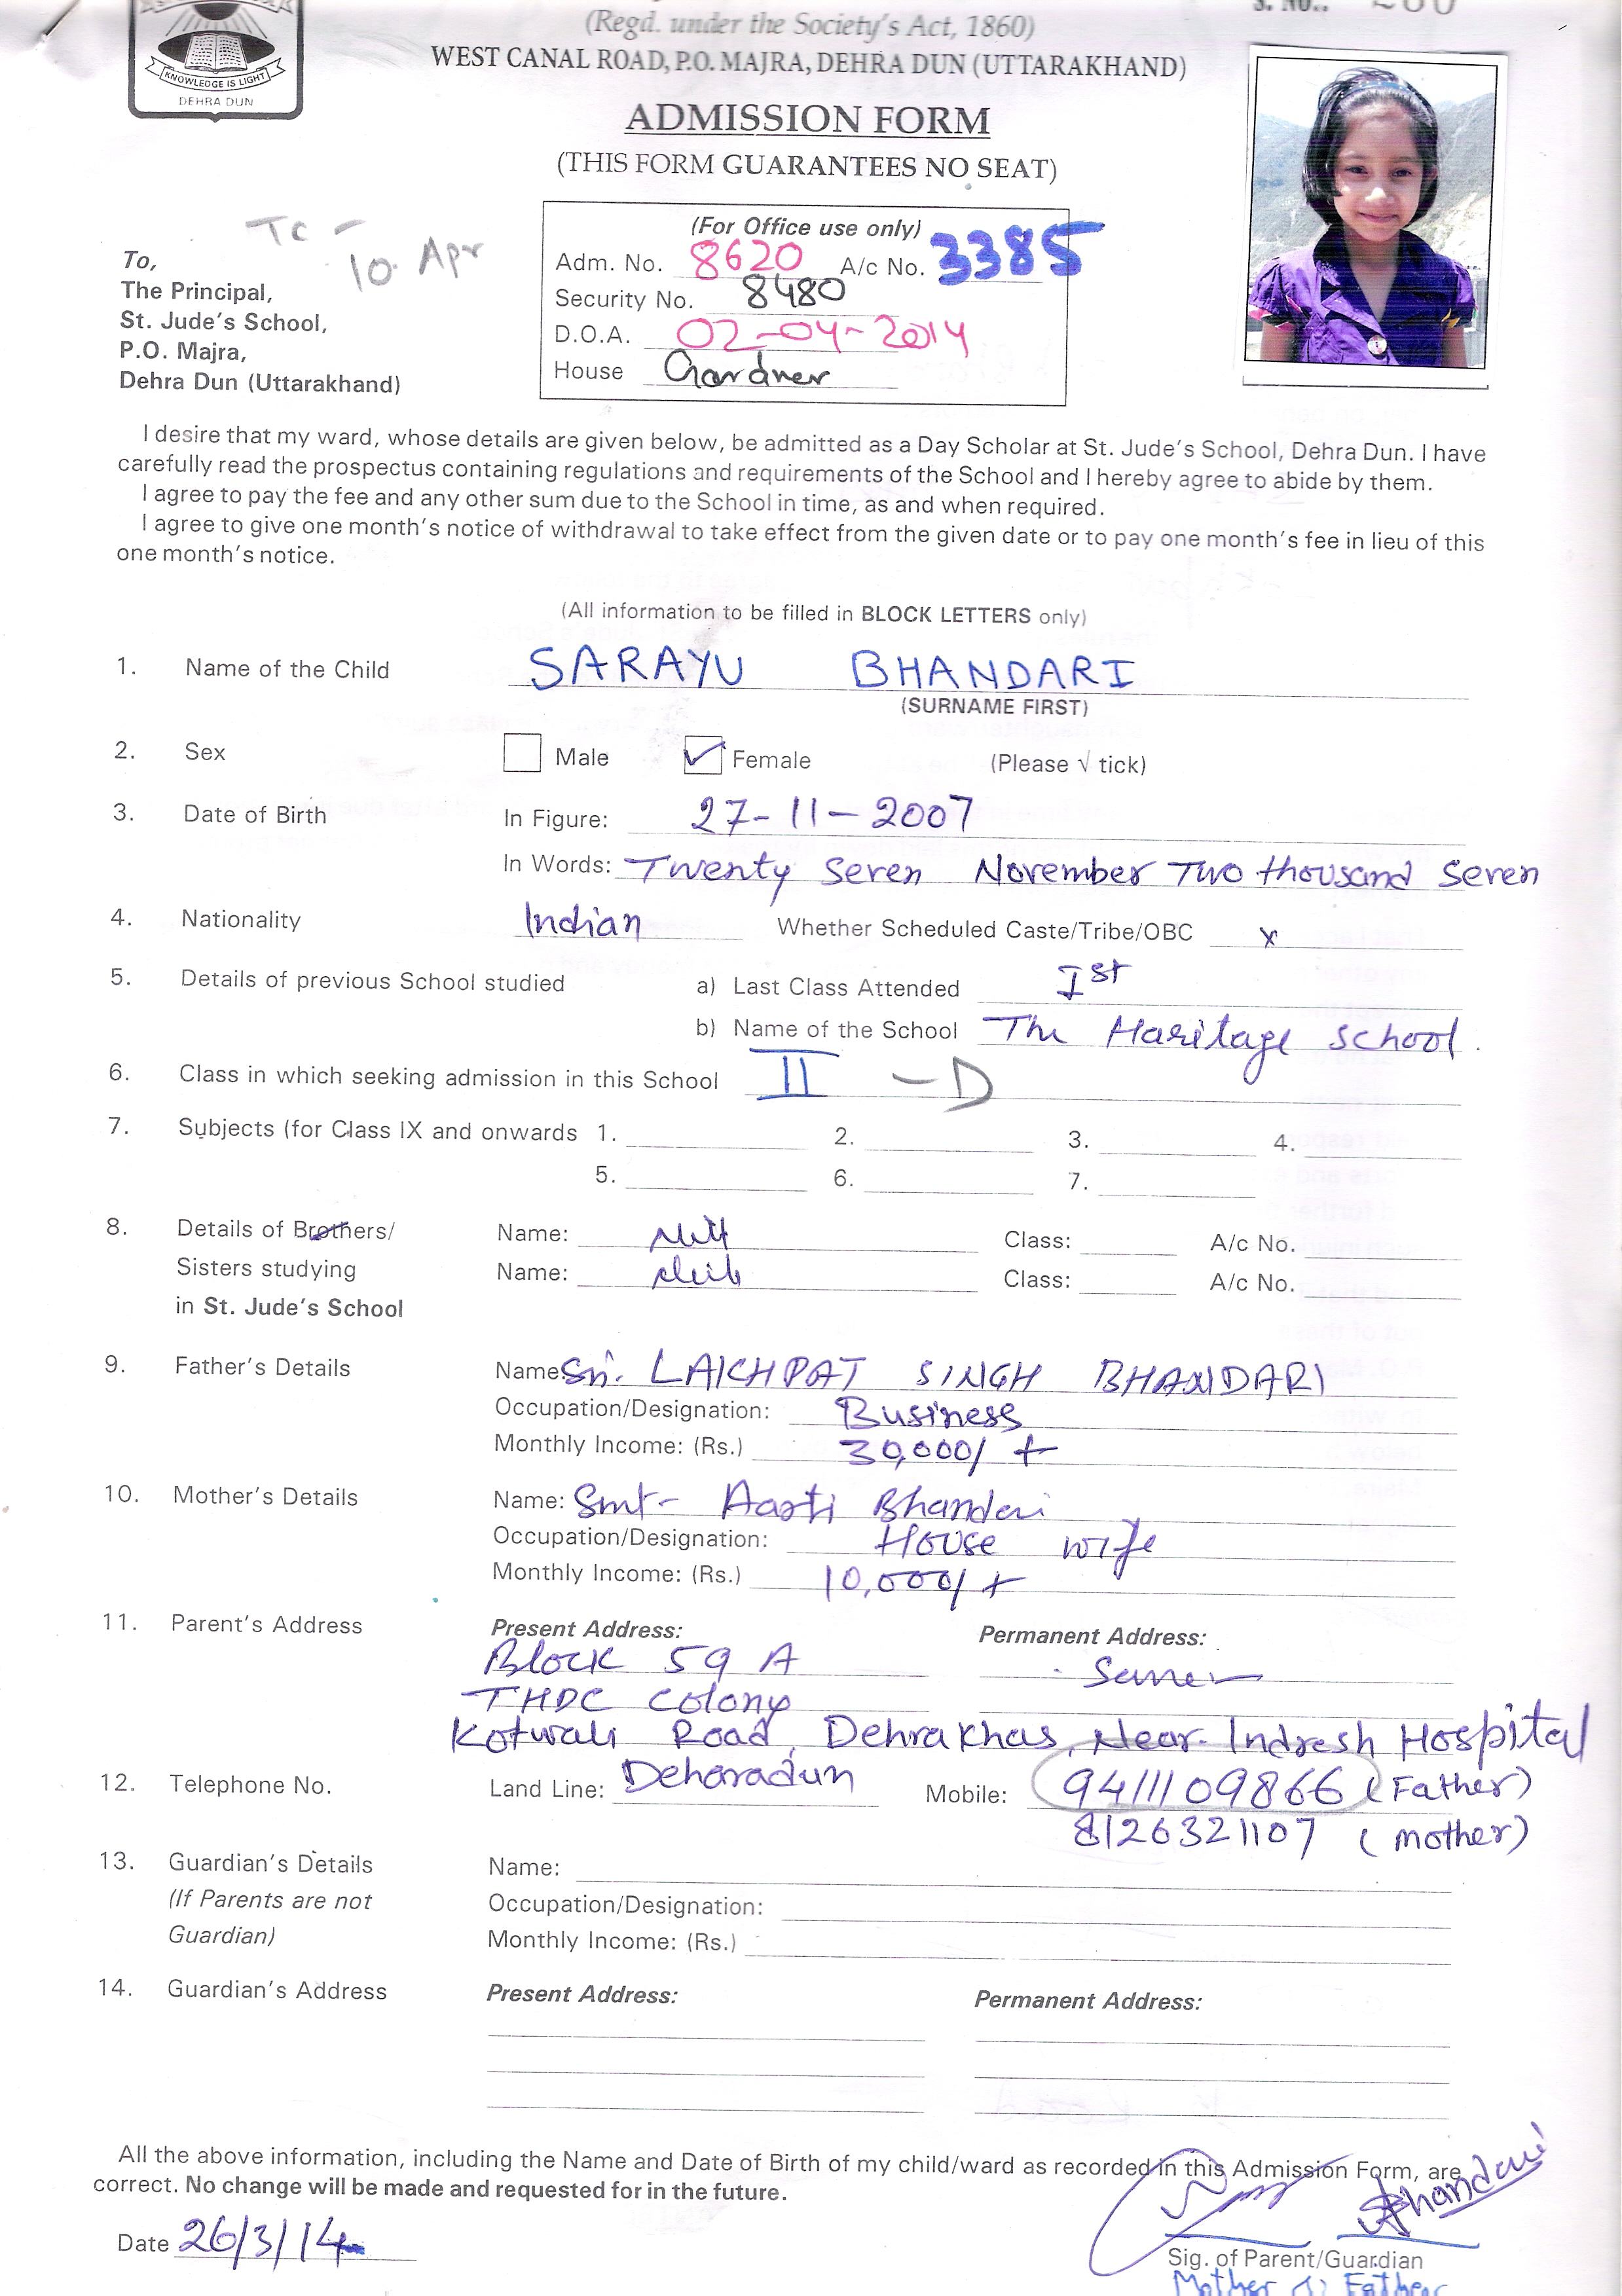 (Regd. under the Society's Act, 1860)
S. No.:
WEST CANAL ROAD, P.O. MAJRA, DEHRA DUN (UTTARAKHAND)
KNOWLEDGE IS LIGHT
DEHRA DUN
ADMISSION FORM
(THIS FORM GUARANTEES NO SEAT)
TC -
10 Apr
To,
The Principal,
St. Jude's School,
P.O. Majra,
Dehra Dun (Uttarakhand)
(For Office use only)
Adm. No. 8620 A/c No. 3385
Security No. 8480
D.O.A. 02-04-2014
House Gardner
I desire that my ward, whose details are given below, be admitted as a Day Scholar at St. Jude's School, Dehra Dun. I have
carefully read the prospectus containing regulations and requirements of the School and I hereby agree to abide by them.
I agree to pay the fee and any other sum due to the School in time, as and when required.
I agree to give one month's notice of withdrawal to take effect from the given date or to pay one month's fee in lieu of this
one month's notice.
(All information to be filled in BLOCK LETTERS only)
1. Name of the Child SARAYU BHANDARI
(SURNAME FIRST)
2. Sex Male Female (Please √ tick)
3. Date of Birth In Figure: 27-11-2007
In Words: Twenty Seven November Two thousand Seven
4. Nationality Indian Whether Scheduled Caste/Tribe/OBC x
5. Details of previous School studied a) Last Class Attended Ist
b) Name of the School The Haritage School.
6. Class in which seeking admission in this School II - D
7. Subjects (for Class IX and onwards 1. 2. 3. 4.
5. 6. 7.
8. Details of Brothers/ Name: Class: A/c No.
Sisters studying Name: Class: A/c No.
in St. Jude's School
9. Father's Details Name: Sri. LAKHPAT SINGH BHANDARI
Occupation/Designation: Business
Monthly Income: (Rs.) 30,000/ +
10. Mother's Details Name: Smt- Aarti Bhandari
Occupation/Designation: House wife
Monthly Income: (Rs.) 10,000/ +
11. Parent's Address Present Address: Permanent Address:
Block 59 A Same
THDC Colony
Kotwali Road, Dehrakhas, Near Indresh Hospital
12. Telephone No. Land Line: Dehoradun Mobile: 9411109866 (Father)
8126321107 (mother)
13. Guardian's Details Name:
(If Parents are not Occupation/Designation:
Guardian) Monthly Income: (Rs.)
14. Guardian's Address Present Address: Permanent Address:
All the above information, including the Name and Date of Birth of my child/ward as recorded in this Admission Form, are
correct. No change will be made and requested for in the future.
Bhandari
Date 26/3/14
Sig. of Parent/Guardian
Mother Father